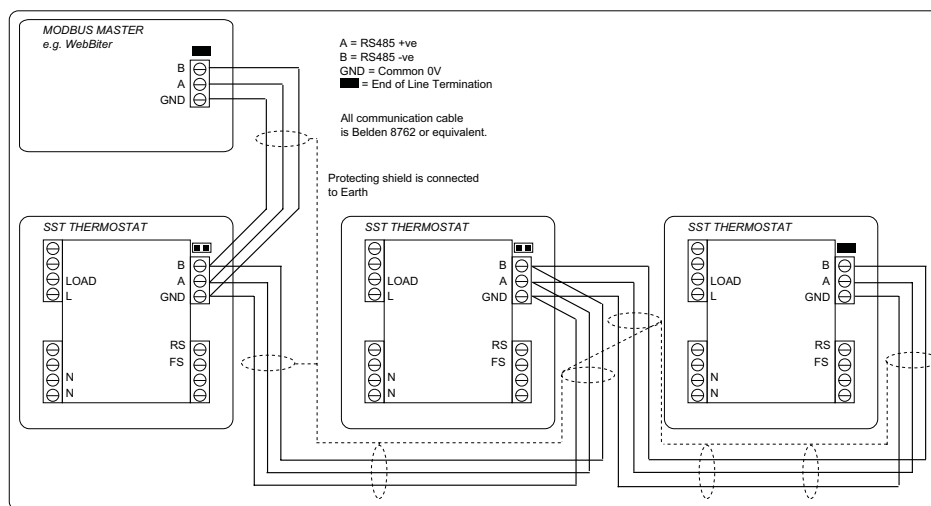 MODBUS MASTER
e.g. WebBiter
B
A
GND
A = RS485 +ve
B = RS485 -ve
GND = Common 0V
= End of Line Termination
All communication cable
is Belden 8762 or equivalent.
Protecting shield is connected
to Earth
SST THERMOSTAT
B
LOAD A
L GND
RS
FS
N
N
SST THERMOSTAT
B
LOAD A
L GND
RS
FS
N
N
SST THERMOSTAT
B
LOAD A
L GND
RS
FS
N
N